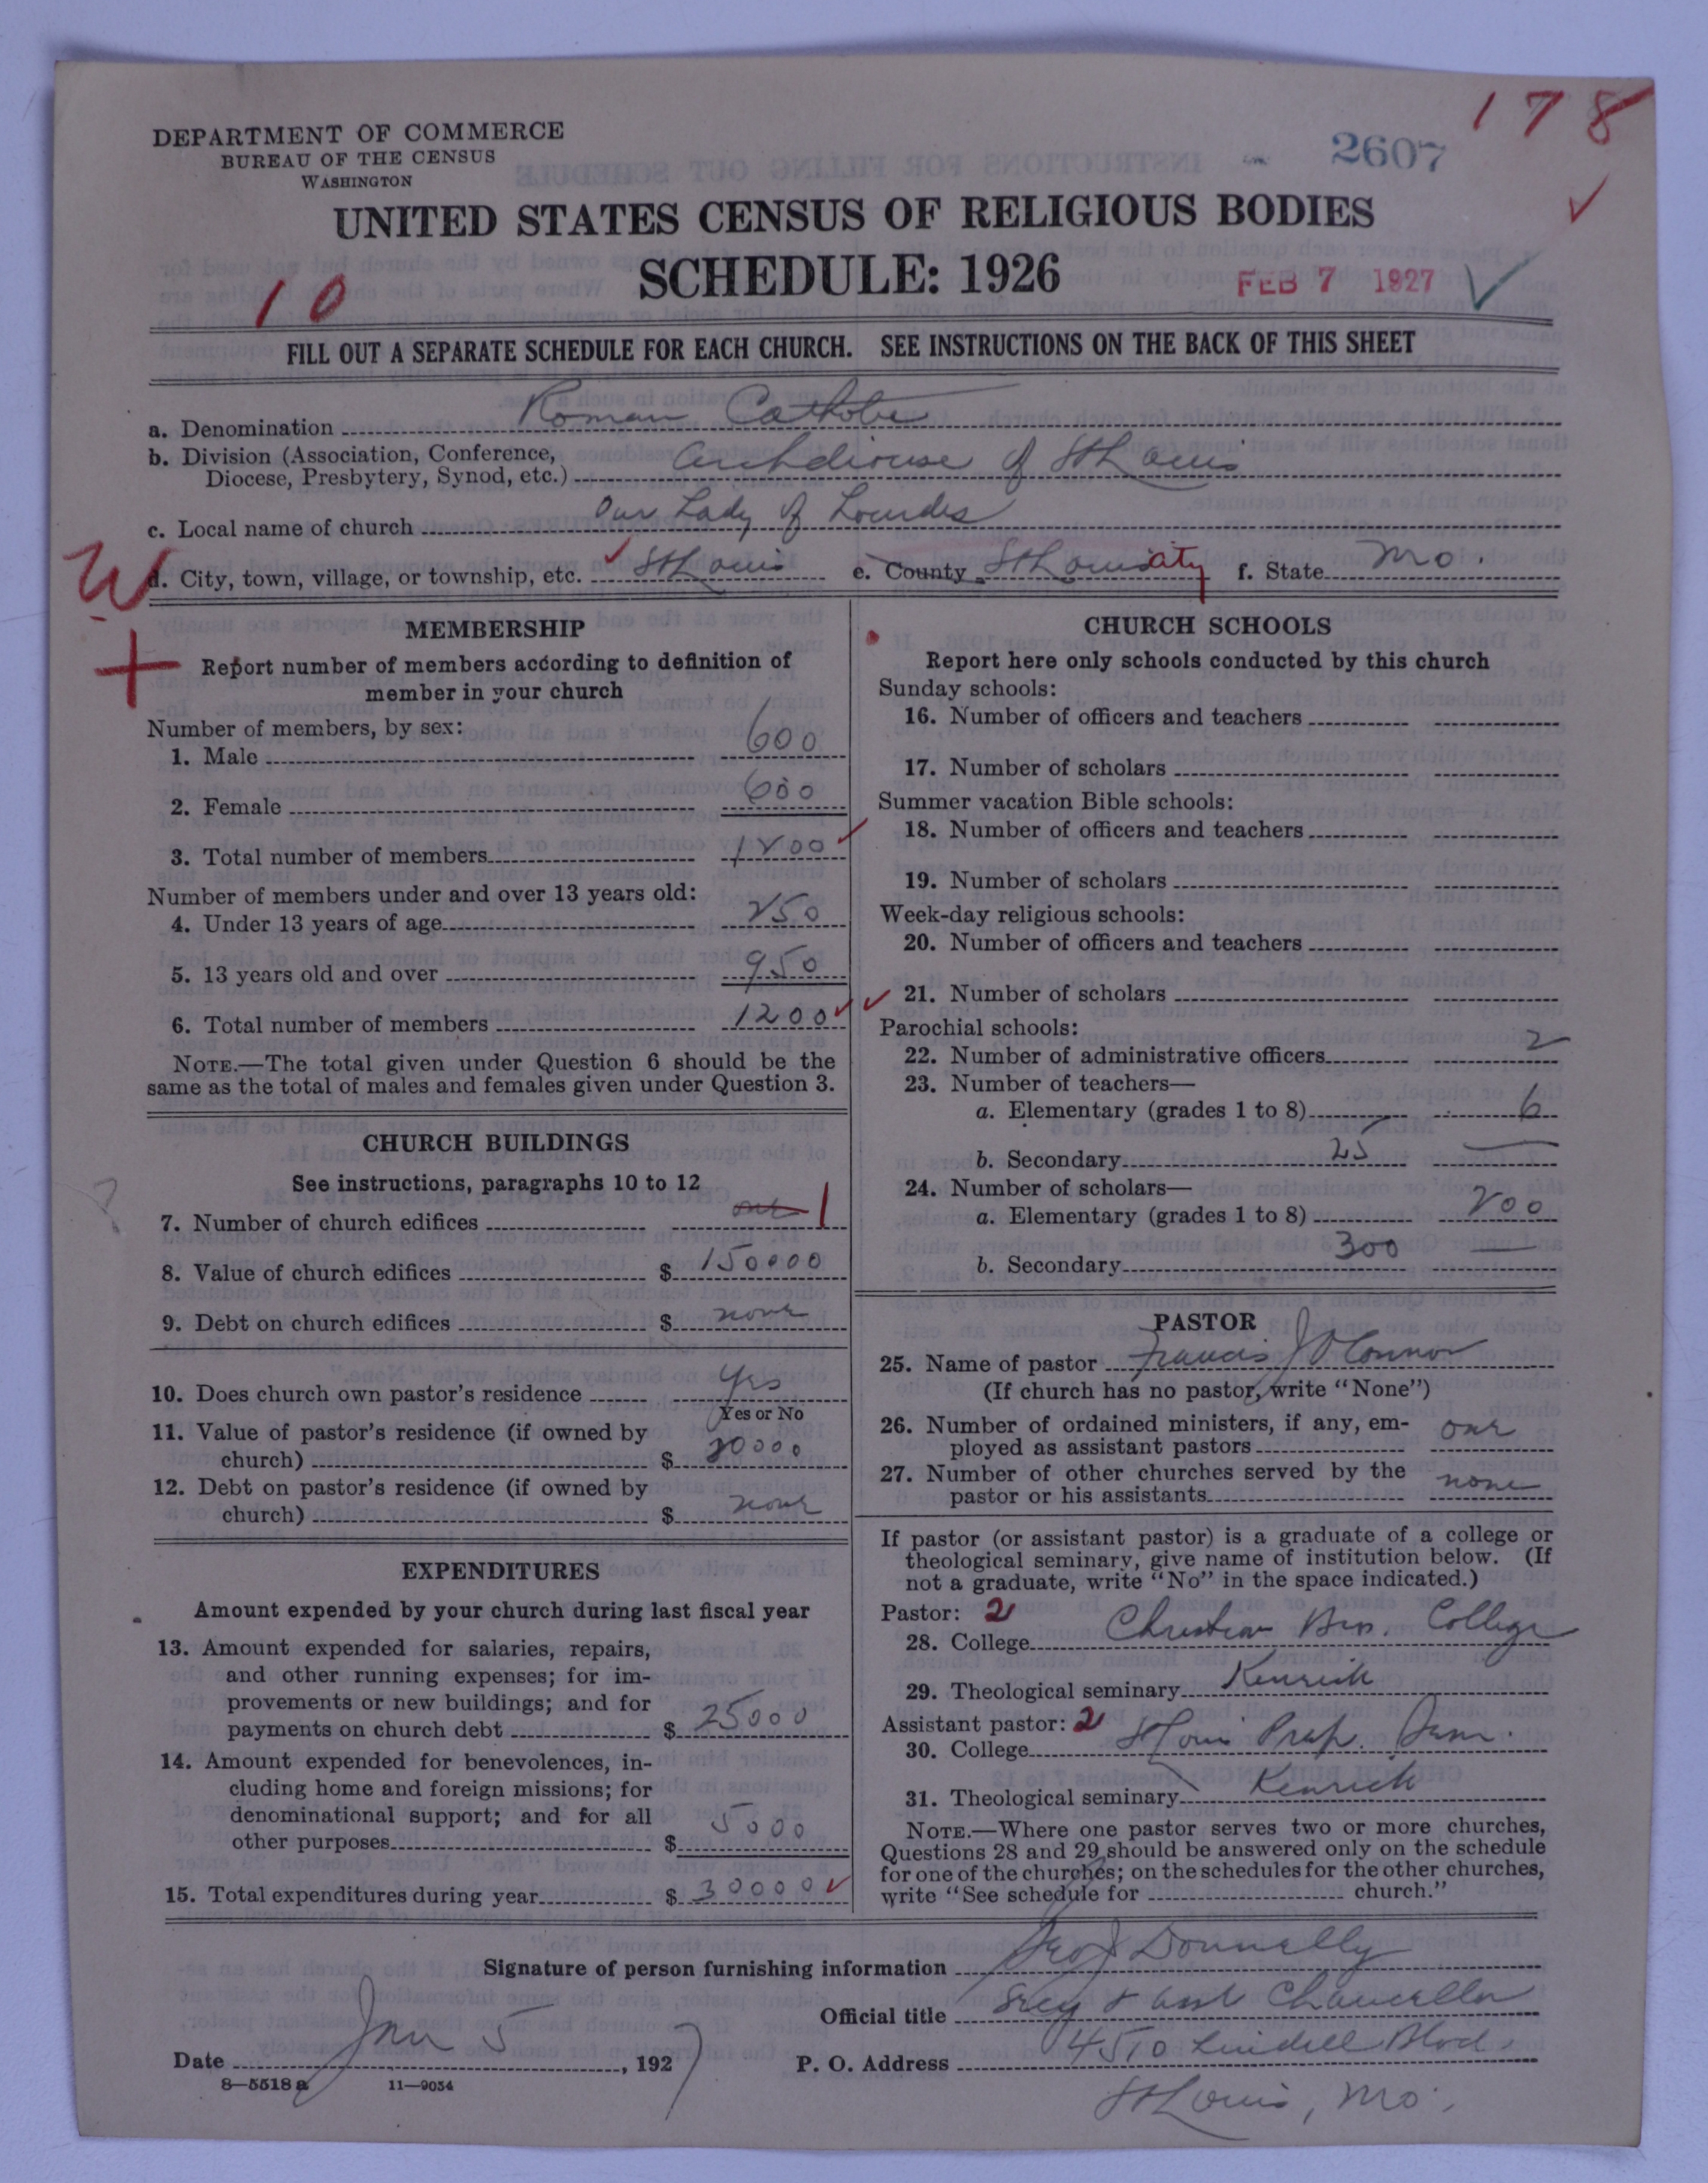 178
DEPARTMENT OF COMMERCE
BUREAU OF THE CENSUS
WASHINGTON
2607
UNITED STATES CENSUS OF RELIGIOUS BODIES
SCHEDULE: 1926
FEB 7 1927
10
FILL OUT A SEPARATE SCHEDULE FOR EACH CHURCH. SEE INSTRUCTIONS ON THE BACK OF THIS SHEET
a. Denomination Roman Catholic
b. Division (Association, Conference, Diocese, Presbytery, Synod, etc.) Archdiocese of St Louis
c. Local name of church Our Lady of Lourdes
W
d. City, town, village, or township, etc. St Louis e. County St Louis city f. State Mo.
MEMBERSHIP
Report number of members according to definition of
member in your church
Number of members, by sex:
1. Male 600
2. Female 600
3. Total number of members 1200
Number of members under and over 13 years old:
4. Under 13 years of age 250
5. 13 years old and over 950
6. Total number of members 1200
NOTE.—The total given under Question 6 should be the
same as the total of males and females given under Question 3.
CHURCH BUILDINGS
See instructions, paragraphs 10 to 12
7. Number of church edifices one 1
8. Value of church edifices $ 150000
9. Debt on church edifices $ none
10. Does church own pastor's residence Yes
Yes or No
11. Value of pastor's residence (if owned by
church) $ 20000
12. Debt on pastor's residence (if owned by
church) $ none
EXPENDITURES
Amount expended by your church during last fiscal year
13. Amount expended for salaries, repairs,
and other running expenses; for im-
provements or new buildings; and for
payments on church debt $ 25000
14. Amount expended for benevolences, in-
cluding home and foreign missions; for
denominational support; and for all
other purposes $ 5000
15. Total expenditures during year $ 30000
CHURCH SCHOOLS
Report here only schools conducted by this church
Sunday schools:
16. Number of officers and teachers
17. Number of scholars
Summer vacation Bible schools:
18. Number of officers and teachers
19. Number of scholars
Week-day religious schools:
20. Number of officers and teachers
21. Number of scholars
Parochial schools:
22. Number of administrative officers 2
23. Number of teachers—
a. Elementary (grades 1 to 8) 6
b. Secondary 25 —
24. Number of scholars—
a. Elementary (grades 1 to 8) 200
b. Secondary 300 —
PASTOR
25. Name of pastor Francis J O'Connor
(If church has no pastor, write "None")
26. Number of ordained ministers, if any, em-
ployed as assistant pastors one
27. Number of other churches served by the
pastor or his assistants none
If pastor (or assistant pastor) is a graduate of a college or
theological seminary, give name of institution below. (If
not a graduate, write "No" in the space indicated.)
Pastor: 2
28. College Christian Bros. College
29. Theological seminary Kenrick
Assistant pastor: 2
30. College St Louis Prep. Sem.
31. Theological seminary Kenrick
NOTE.—Where one pastor serves two or more churches,
Questions 28 and 29 should be answered only on the schedule
for one of the churches; on the schedules for the other churches,
write "See schedule for church."
Signature of person furnishing information Geo J Donnelly
Official title Secy & asst Chancellor
Date Jan 5, 1927 P. O. Address 4510 Lindell Blvd.
8—5518 a 11—9054
St Louis, Mo.